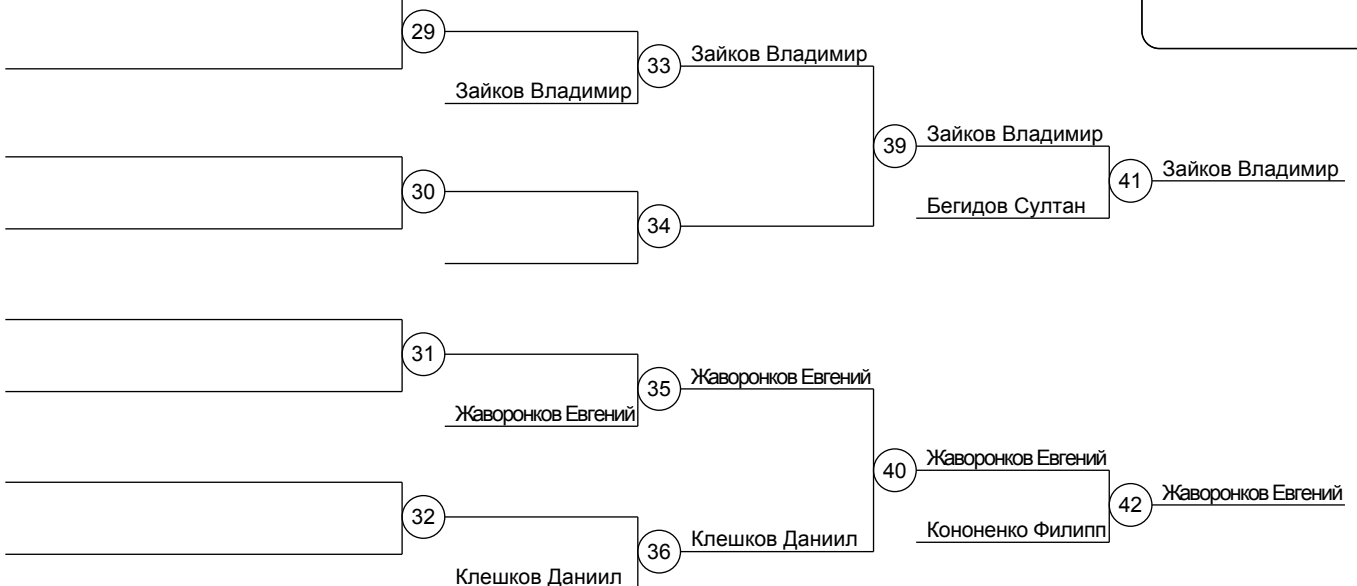 29
33
Зайков Владимир
Зайков Владимир
39
Зайков Владимир
41
Зайков Владимир
30
34
Бегидов Султан
31
35
Жаворонков Евгений
Жаворонков Евгений
40
Жаворонков Евгений
42
Жаворонков Евгений
32
36
Клешков Даниил
Кононенко Филипп
Клешков Даниил